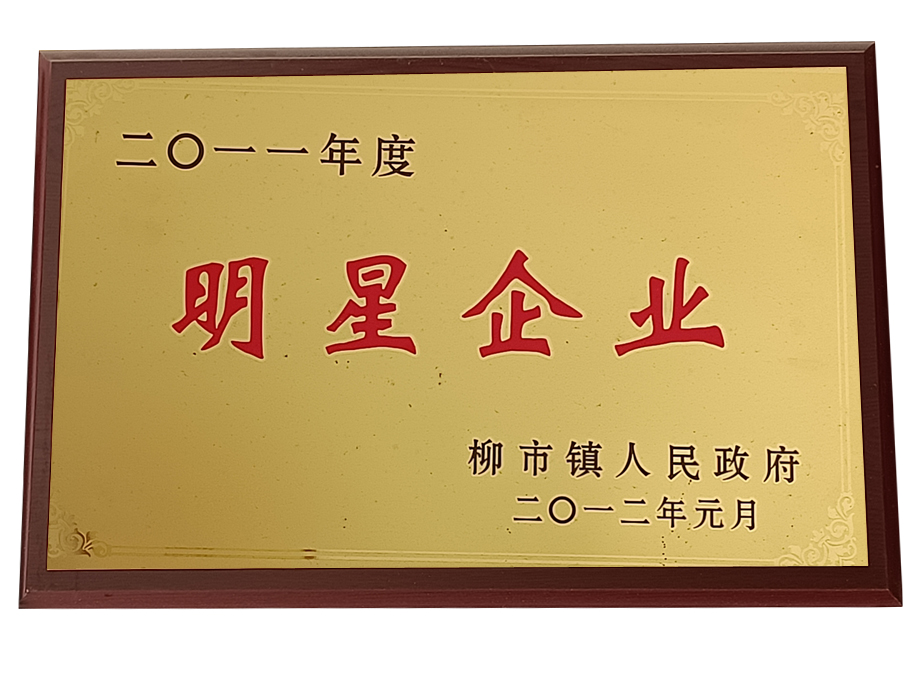 二〇一一年度
明星企业
柳市镇人民政府
二〇一二年元月